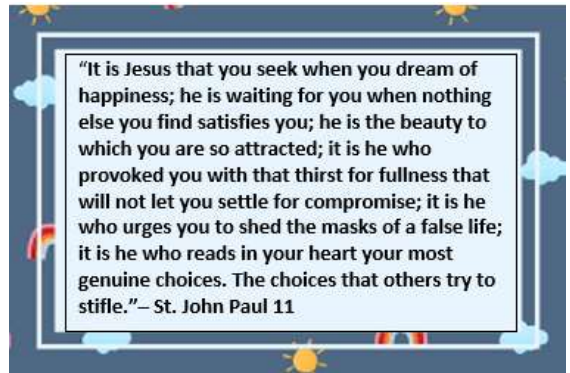 “It is Jesus that you seek when you dream of
happiness; he is waiting for you when nothing
else you find satisfies you; he is the beauty to
which you are so attracted; it is he who
provoked you with that thirst for fullness that
will not let you settle for compromise; it is he
who urges you to shed the masks of a false life;
it is he who reads in your heart your most
genuine choices. The choices that others try to
stifle.”– St. John Paul 11